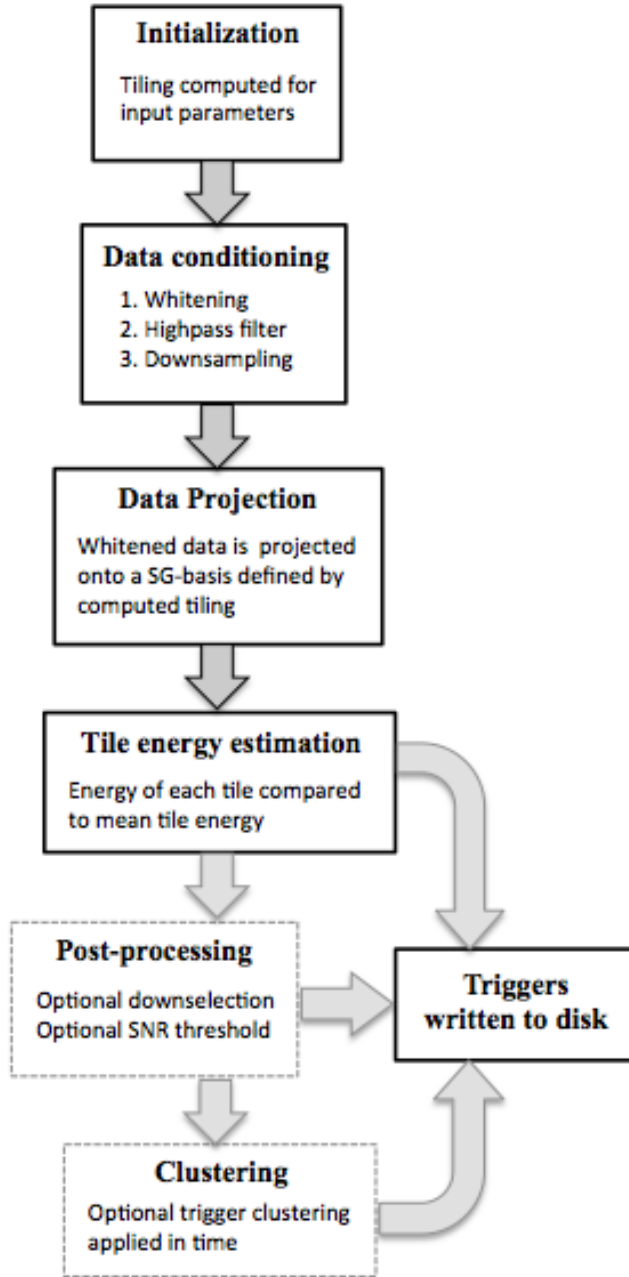 Initialization
Tiling computed for
input parameters
Data conditioning
1. Whitening
2. Highpass filter
3. Downsampling
Data Projection
Whitened data is projected
onto a SG-basis defined by
computed tiling
Tile energy estimation
Energy of each tile compared
to mean tile energy
Post-processing
Optional downselection
Optional SNR threshold
Triggers
written to disk
Clustering
Optional trigger clustering
applied in time